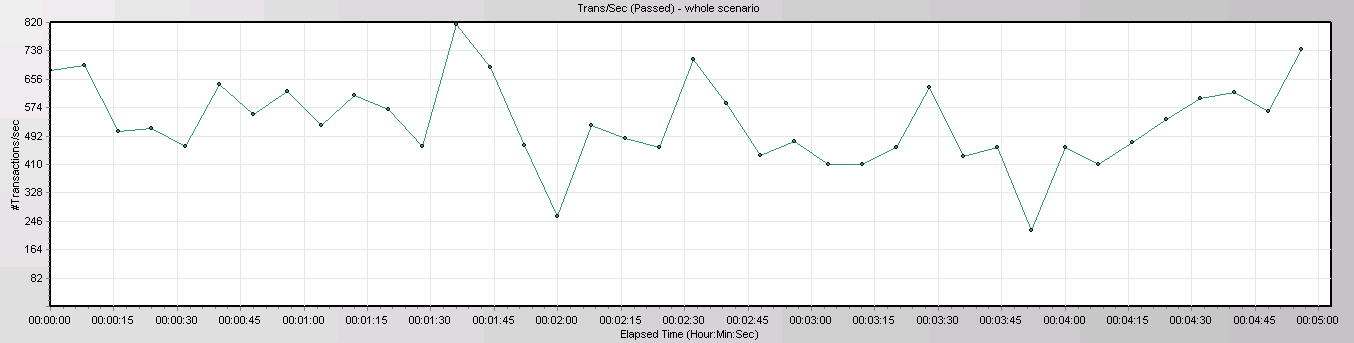 Trans/Sec (Passed) - whole scenario
820
738
656
574
492
410
328
246
164
82
#Transactions/sec
00:00:00 00:00:15 00:00:30 00:00:45 00:01:00 00:01:15 00:01:30 00:01:45 00:02:00 00:02:15 00:02:30 00:02:45 00:03:00 00:03:15 00:03:30 00:03:45 00:04:00 00:04:15 00:04:30 00:04:45 00:05:00
Elapsed Time (Hour:Min:Sec)